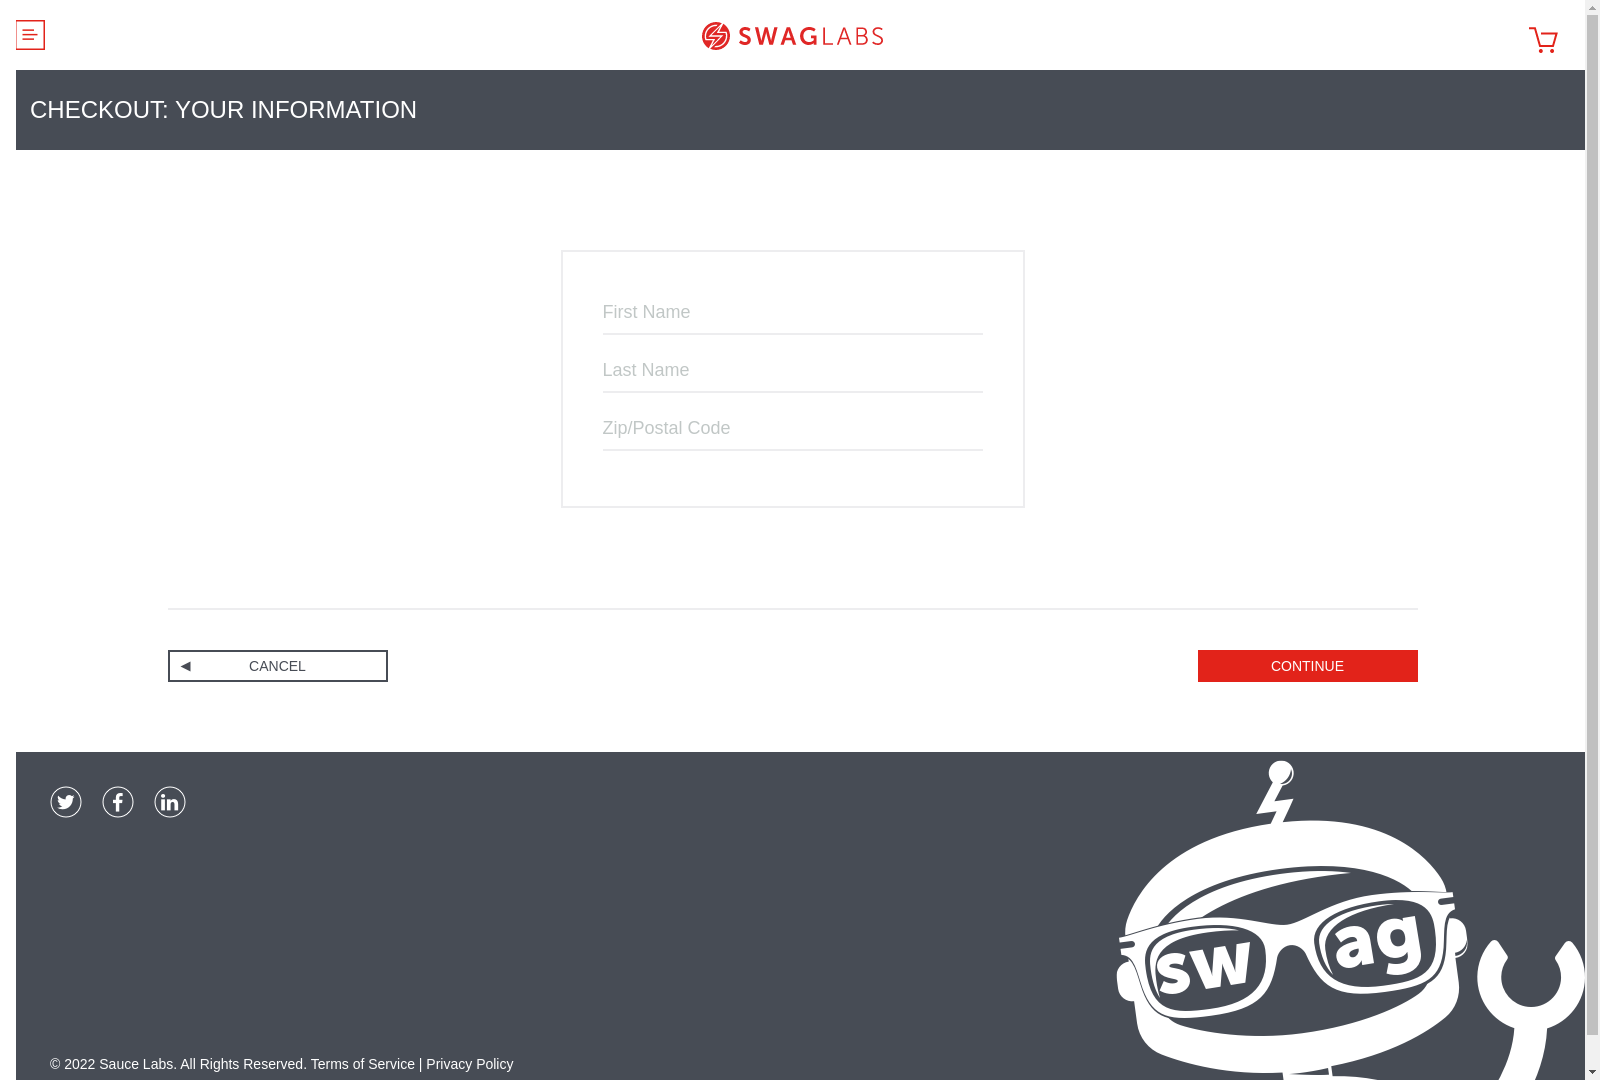 SWAGLABS
CHECKOUT: YOUR INFORMATION
First Name
Last Name
Zip/Postal Code
CANCEL
CONTINUE
sw ag
© 2022 Sauce Labs. All Rights Reserved. Terms of Service | Privacy Policy